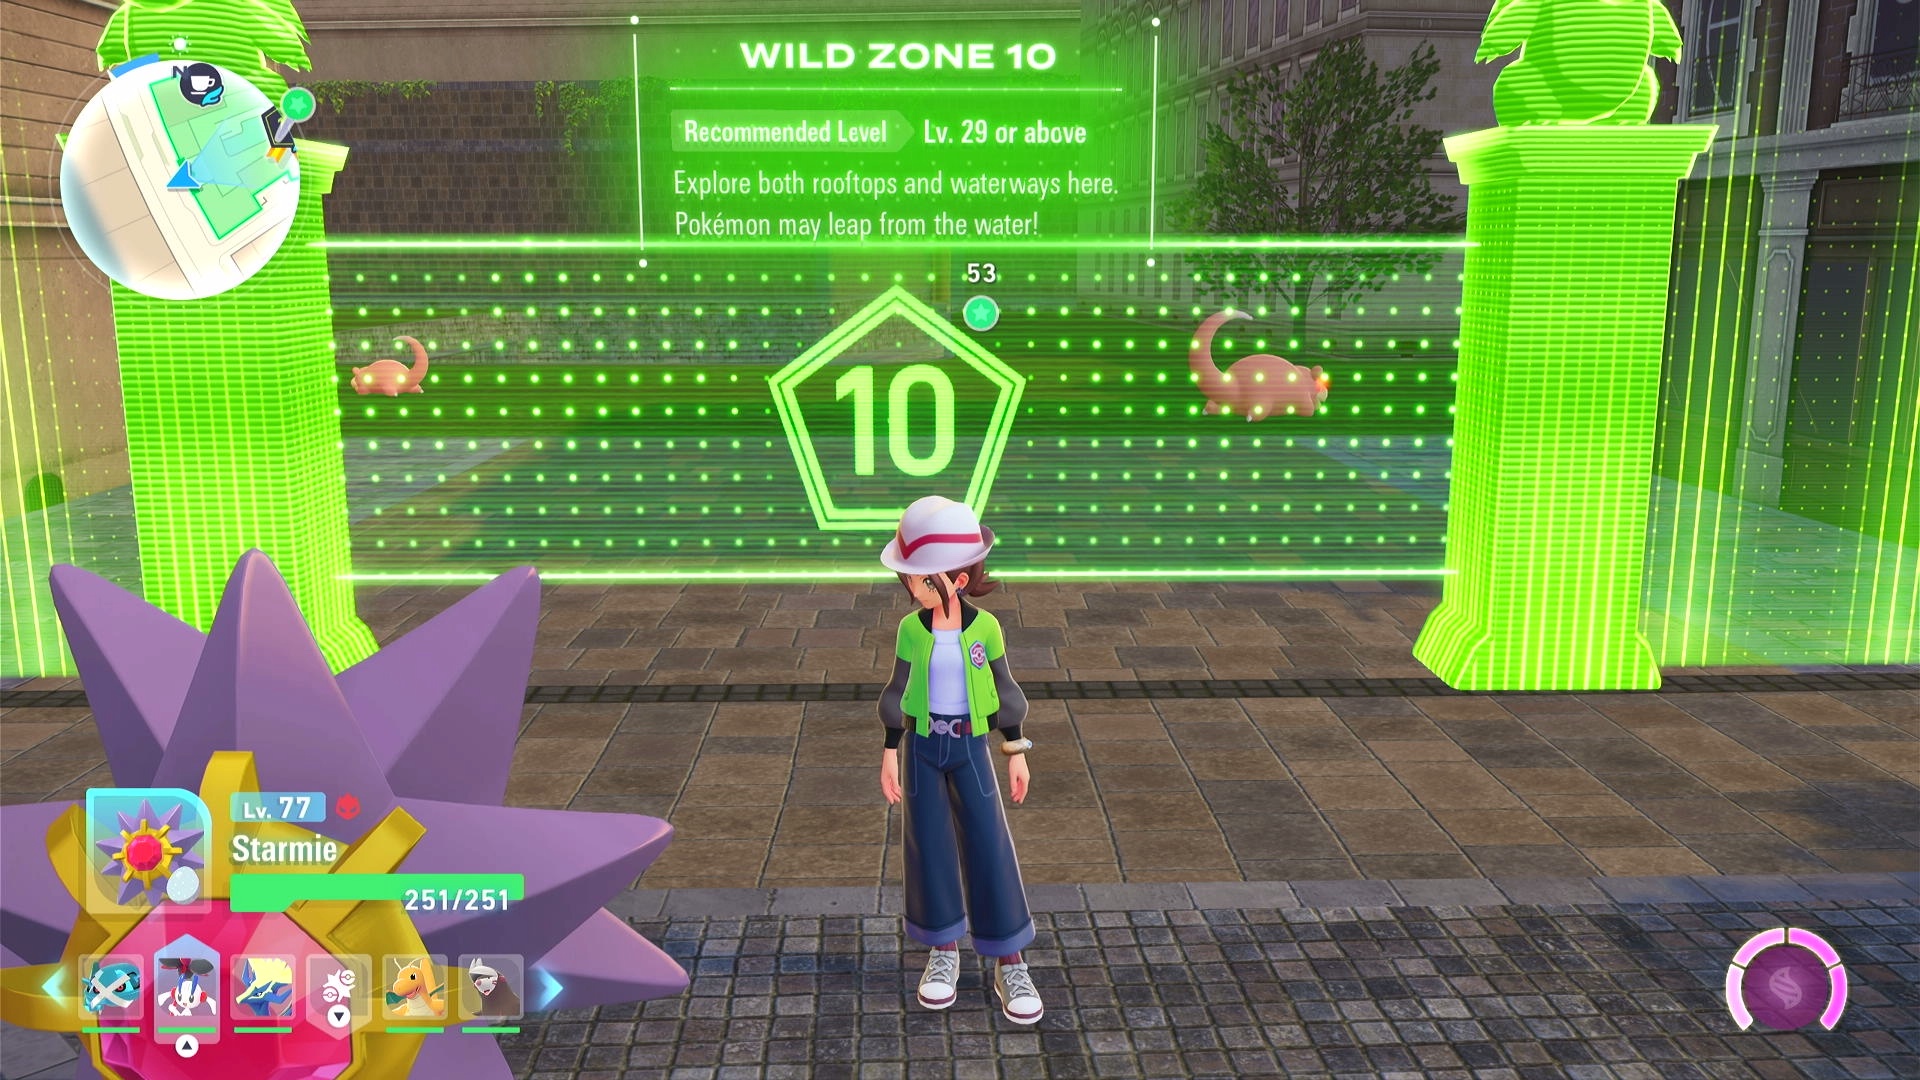 WILD ZONE 10
Recommended Level Lv. 29 or above
Explore both rooftops and waterways here.
Pokémon may leap from the water!
N
53
10
Lv. 77
Starmie
251/251